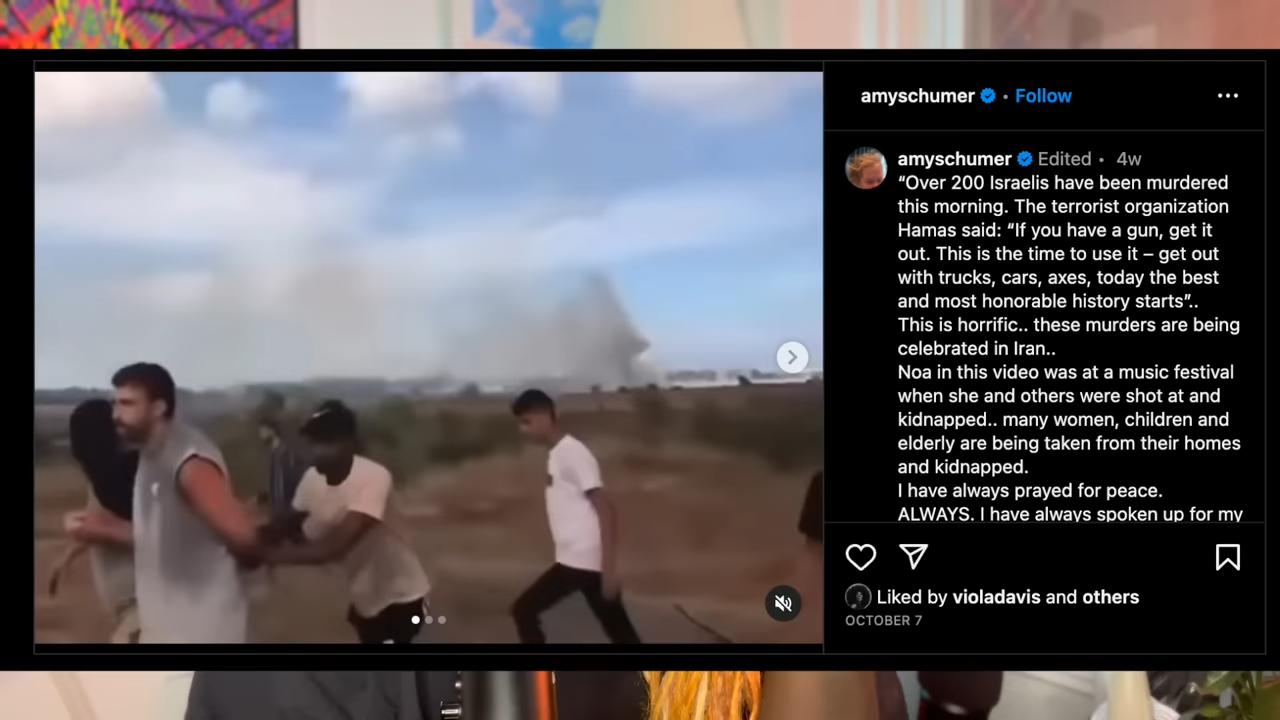 amyschumer • Follow
amyschumer Edited • 4w
“Over 200 Israelis have been murdered
this morning. The terrorist organization
Hamas said: “If you have a gun, get it
out. This is the time to use it – get out
with trucks, cars, axes, today the best
and most honorable history starts”..
This is horrific.. these murders are being
celebrated in Iran..
Noa in this video was at a music festival
when she and others were shot at and
kidnapped.. many women, children and
elderly are being taken from their homes
and kidnapped.
I have always prayed for peace.
ALWAYS. I have always spoken up for my
Liked by violadavis and others
OCTOBER 7